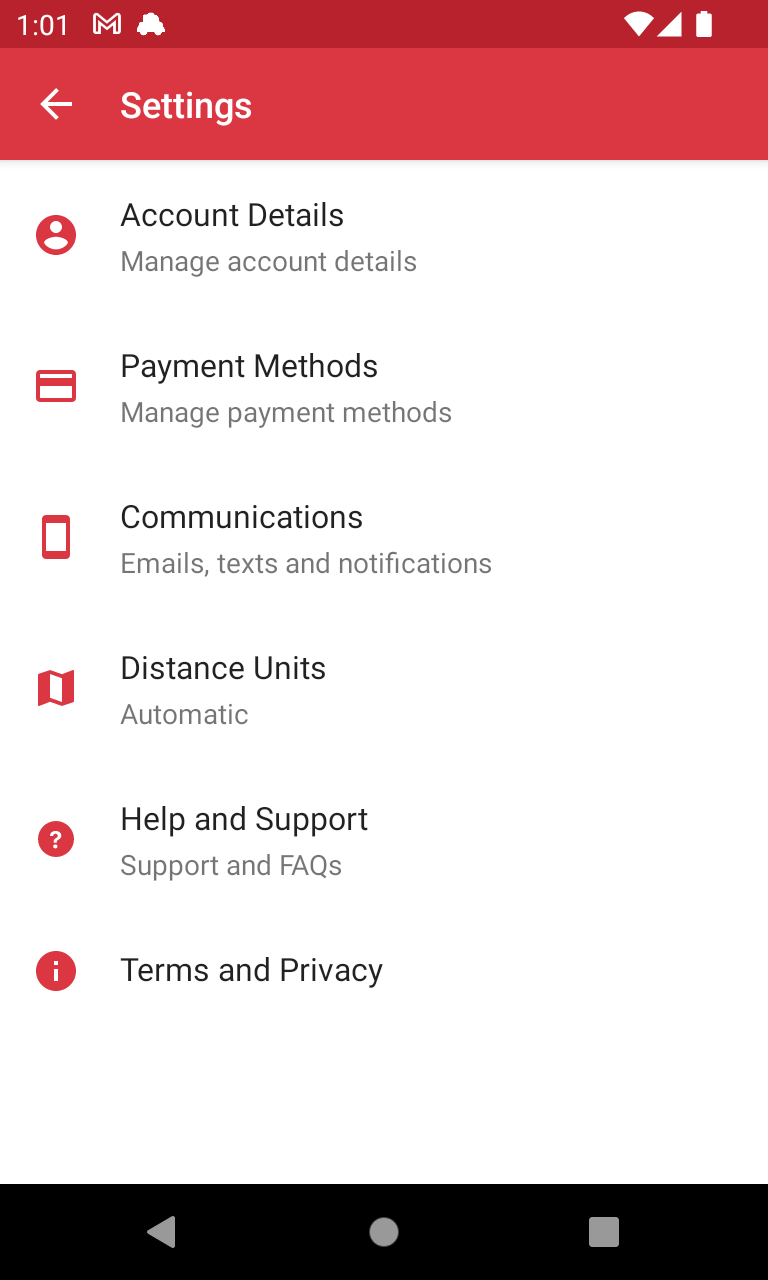 1:01
Settings
Account Details
Manage account details
Payment Methods
Manage payment methods
Communications
Emails, texts and notifications
Distance Units
Automatic
Help and Support
Support and FAQs
Terms and Privacy